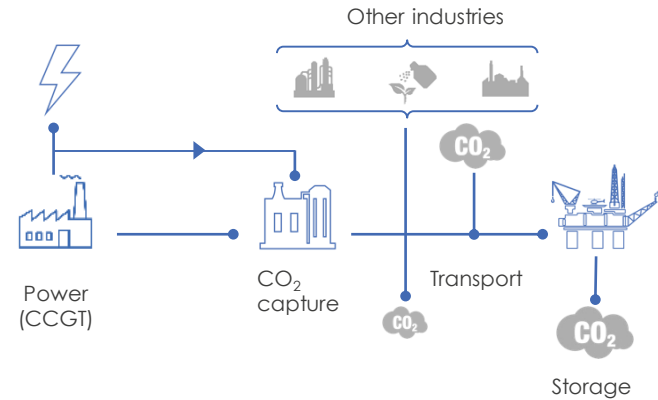 Other industries
CO₂
Power
(CCGT)
CO₂
capture
Transport
CO₂
CO₂
Storage